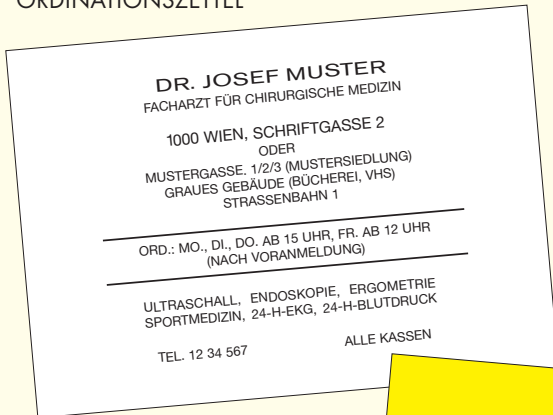 ORDINATIONSZETTEL
DR. JOSEF MUSTER
FACHARZT FÜR CHIRURGISCHE MEDIZIN
1000 WIEN, SCHRIFTGASSE 2
ODER
MUSTERGASSE. 1/2/3 (MUSTERSIEDLUNG)
GRAUES GEBÄUDE (BÜCHEREI, VHS)
STRASSENBAHN 1
ORD.: MO., DI., DO. AB 15 UHR, FR. AB 12 UHR
(NACH VORANMELDUNG)
ULTRASCHALL, ENDOSKOPIE, ERGOMETRIE
SPORTMEDIZIN, 24-H-EKG, 24-H-BLUTDRUCK
TEL. 12 34 567 ALLE KASSEN